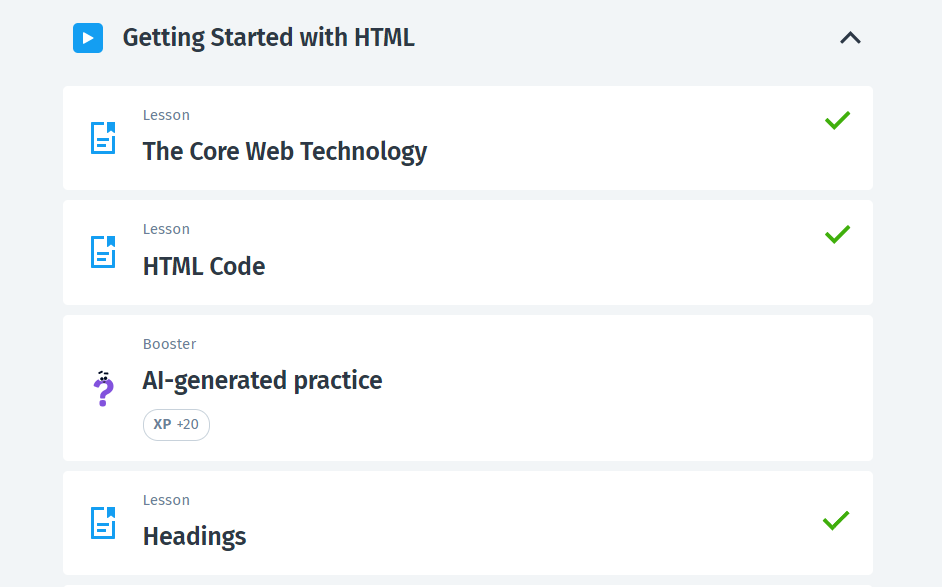 Getting Started with HTML
Lesson
The Core Web Technology
Lesson
HTML Code
Booster
AI-generated practice
XP +20
Lesson
Headings